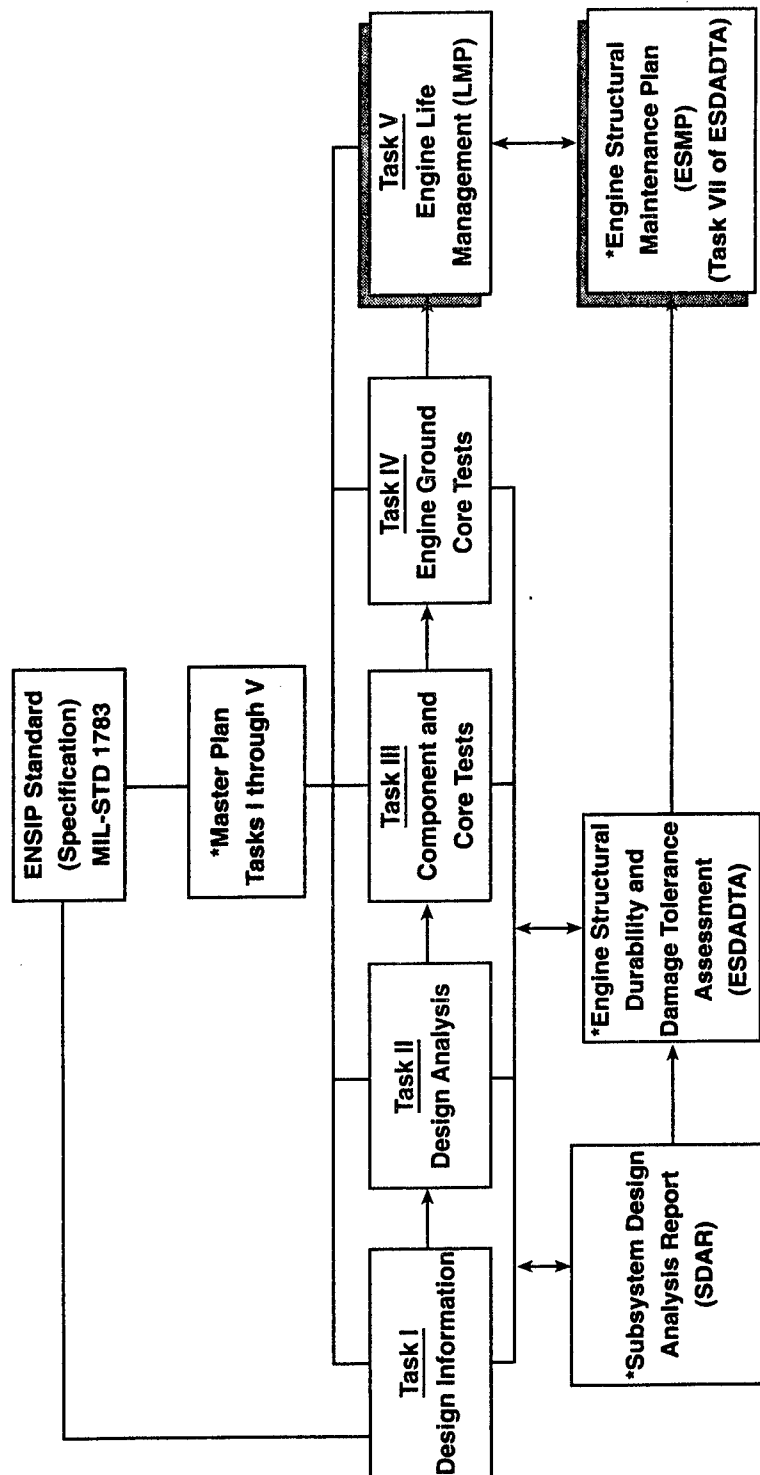 ENSIP Standard
(Specification)
MIL-STD 1783
*Master Plan
Tasks I through V
Task I
Design Information
Task II
Design Analysis
Task III
Component and
Core Tests
Task IV
Engine Ground
Core Tests
Task V
Engine Life
Management (LMP)
*Subsystem Design
Analysis Report
(SDAR)
*Engine Structural
Durability and
Damage Tolerance
Assessment
(ESDADTA)
*Engine Structural
Maintenance Plan
(ESMP)
(Task VII of ESDADTA)